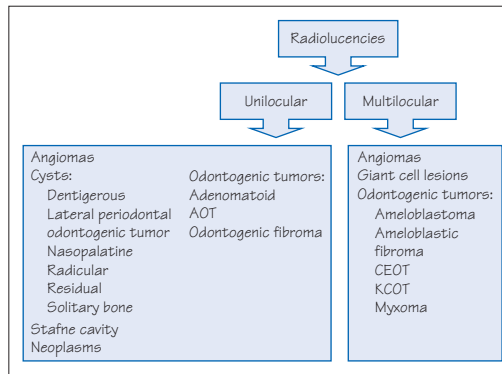 Radiolucencies
Unilocular
Multilocular
Angiomas
Cysts:
Dentigerous
Lateral periodontal
odontogenic tumor
Nasopalatine
Radicular
Residual
Solitary bone
Stafne cavity
Neoplasms
Odontogenic tumors:
Adenomatoid
AOT
Odontogenic fibroma
Angiomas
Giant cell lesions
Odontogenic tumors:
Ameloblastoma
Ameloblastic
fibroma
CEOT
KCOT
Myxoma